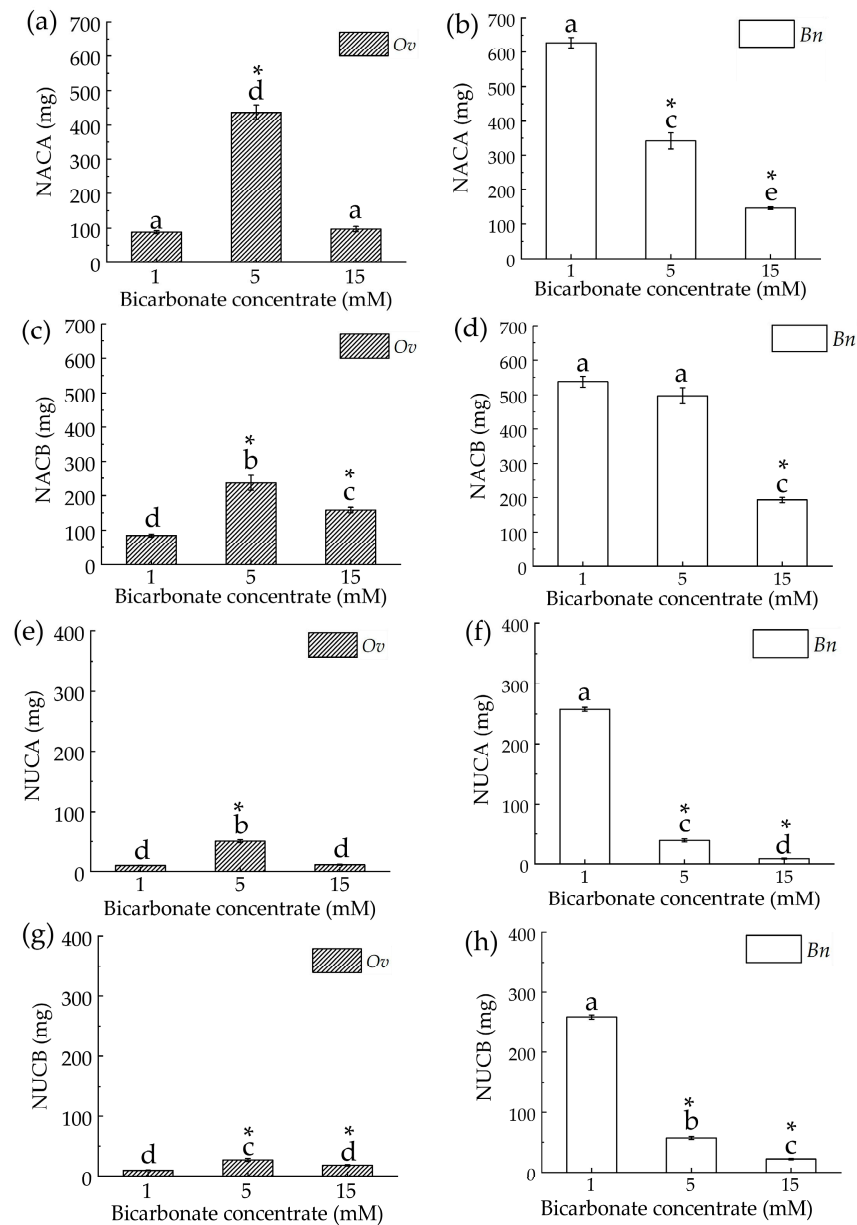 (a)
700
600
500
400
300
200
100
0
NACA (mg)
Ov
a
*
d
a
1 5 15
Bicarbonate concentrate (mM)
(b)
700
600
500
400
300
200
100
0
NACA (mg)
Bn
a
*
c
*
e
1 5 15
Bicarbonate concentrate (mM)
(c)
700
600
500
400
300
200
100
0
NACB (mg)
Ov
d
*
b
*
c
1 5 15
Bicarbonate concentrate (mM)
(d)
700
600
500
400
300
200
100
0
NACB (mg)
Bn
a
a
*
c
1 5 15
Bicarbonate concentrate (mM)
(e)
400
300
200
100
0
NUCA (mg)
Ov
d
*
b
d
1 5 15
Bicarbonate concentrate (mM)
(f)
400
300
200
100
0
NUCA (mg)
Bn
a
*
c
*
d
1 5 15
Bicarbonate concentrate (mM)
(g)
400
300
200
100
0
NUCB (mg)
Ov
d
*
c
*
d
1 5 15
Bicarbonate concentrate (mM)
(h)
400
300
200
100
0
NUCB (mg)
Bn
a
*
b
*
c
1 5 15
Bicarbonate concentrate (mM)